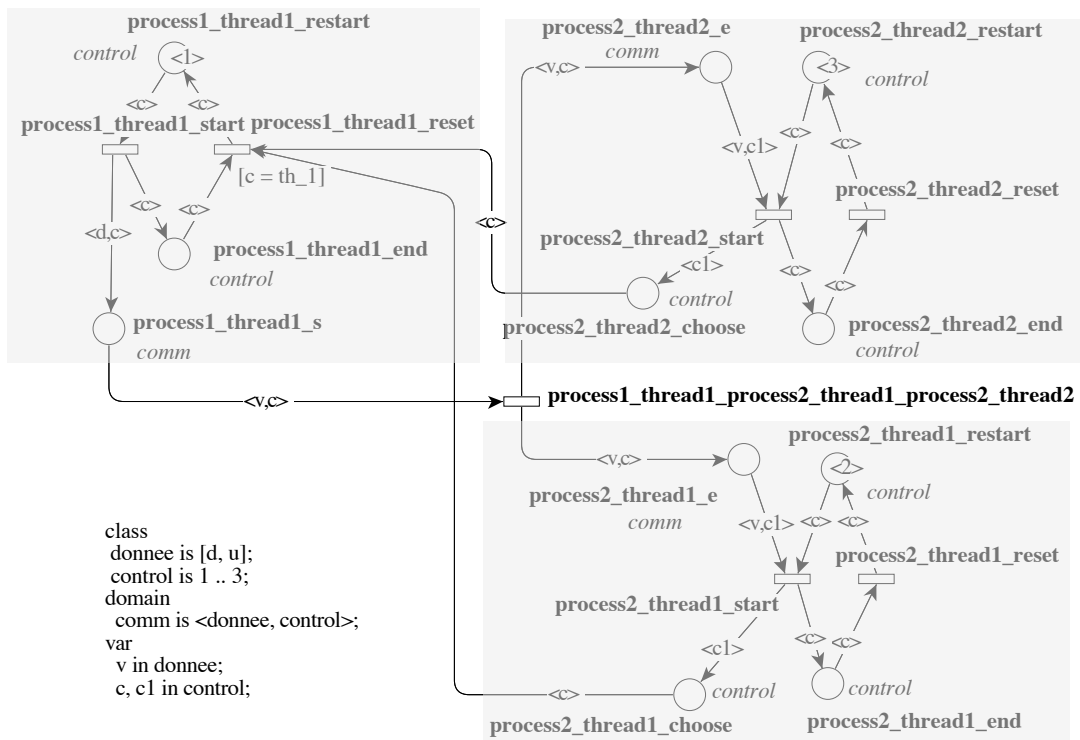 process1_thread1_restart
control
<1>
<c>
<c>
process1_thread1_start
process1_thread1_reset
[c = th_1]
<c>
<c>
<d,c>
process1_thread1_end
control
process1_thread1_s
comm
process2_thread2_e
comm
<v,c>
process2_thread2_restart
<3>
control
<v,c1>
<c>
<c>
process2_thread2_reset
<c>
process2_thread2_start
<c1>
<c>
<c>
control
process2_thread2_choose
process2_thread2_end
control
<v,c>
process1_thread1_process2_thread1_process2_thread2
process2_thread1_restart
<v,c>
<2>
control
process2_thread1_e
comm
<v,c1>
<c>
<c>
process2_thread1_reset
process2_thread1_start
<c1>
<c>
<c>
<c>
control
control
process2_thread1_choose
process2_thread1_end
class
donnee is [d, u];
control is 1 .. 3;
domain
comm is <donnee, control>;
var
v in donnee;
c, c1 in control;